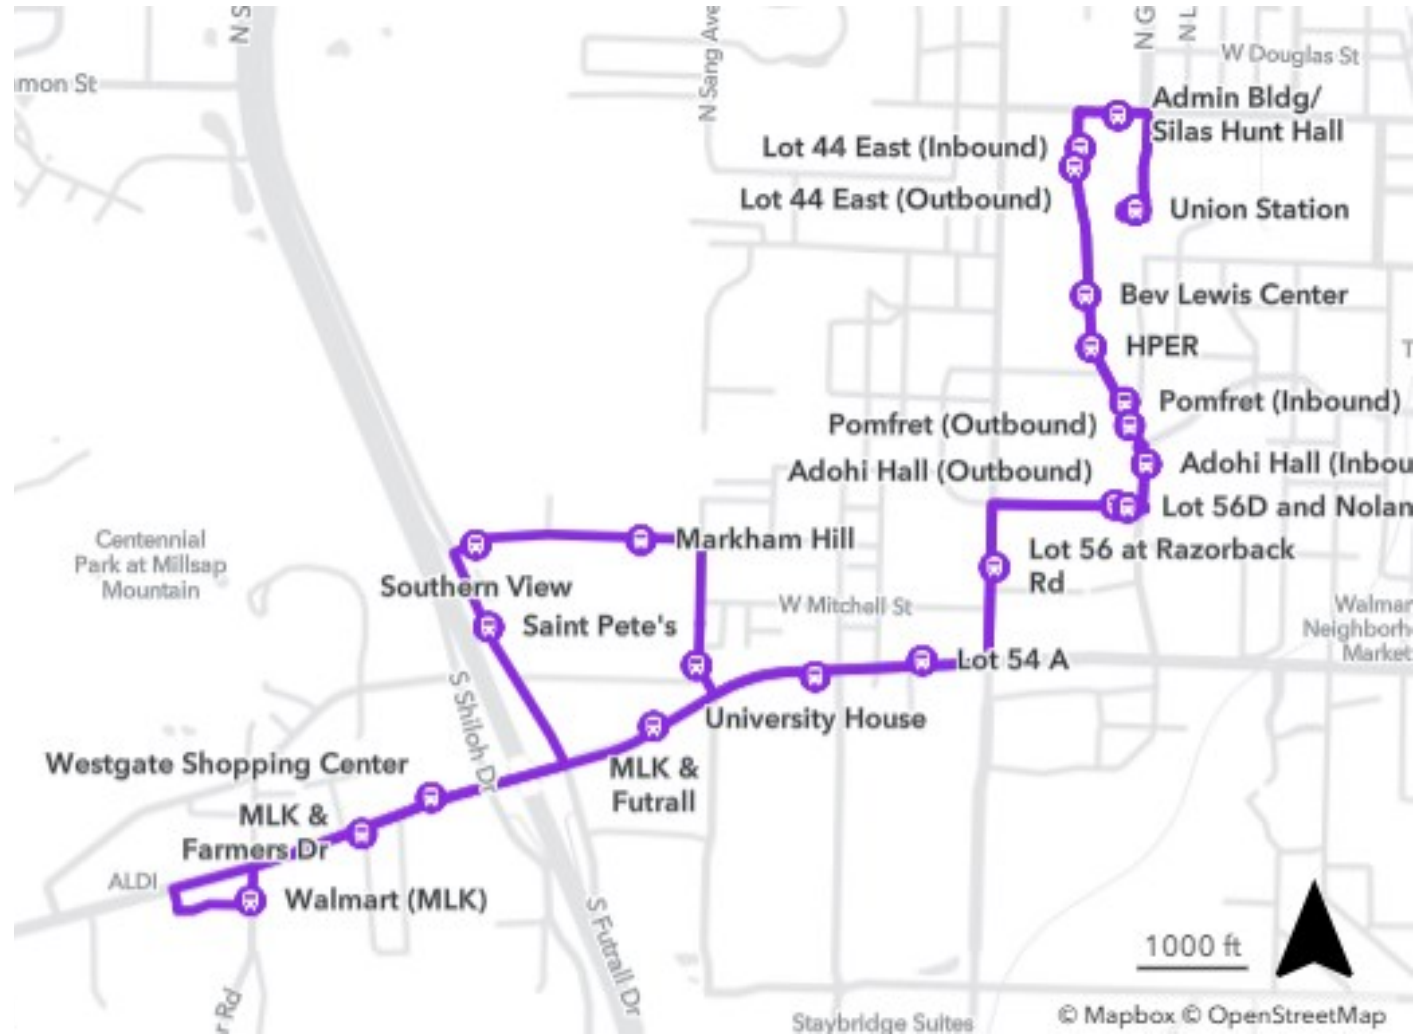 N S
N Sang Ave
N G
N L
W Douglas St
mon St
Admin Bldg/
Silas Hunt Hall
Lot 44 East (Inbound)
Lot 44 East (Outbound)
Union Station
Bev Lewis Center
HPER
T
Pomfret (Inbound)
Pomfret (Outbound)
Adohi Hall (Inbou
Adohi Hall (Outbound)
Lot 56D and Nolan
Centennial
Park at Millsap
Mountain
Markham Hill
Lot 56 at Razorback
Rd
Southern View
W Mitchell St
Walmar
Neighborh
Market
Saint Pete's
Lot 54 A
S Shiloh Dr
University House
Westgate Shopping Center
MLK &
Futrall
MLK &
Farmers Dr
ALDI
Walmart (MLK)
S Futrall Dr
1000 ft
r Rd
Staybridge Suites
© Mapbox © OpenStreetMap